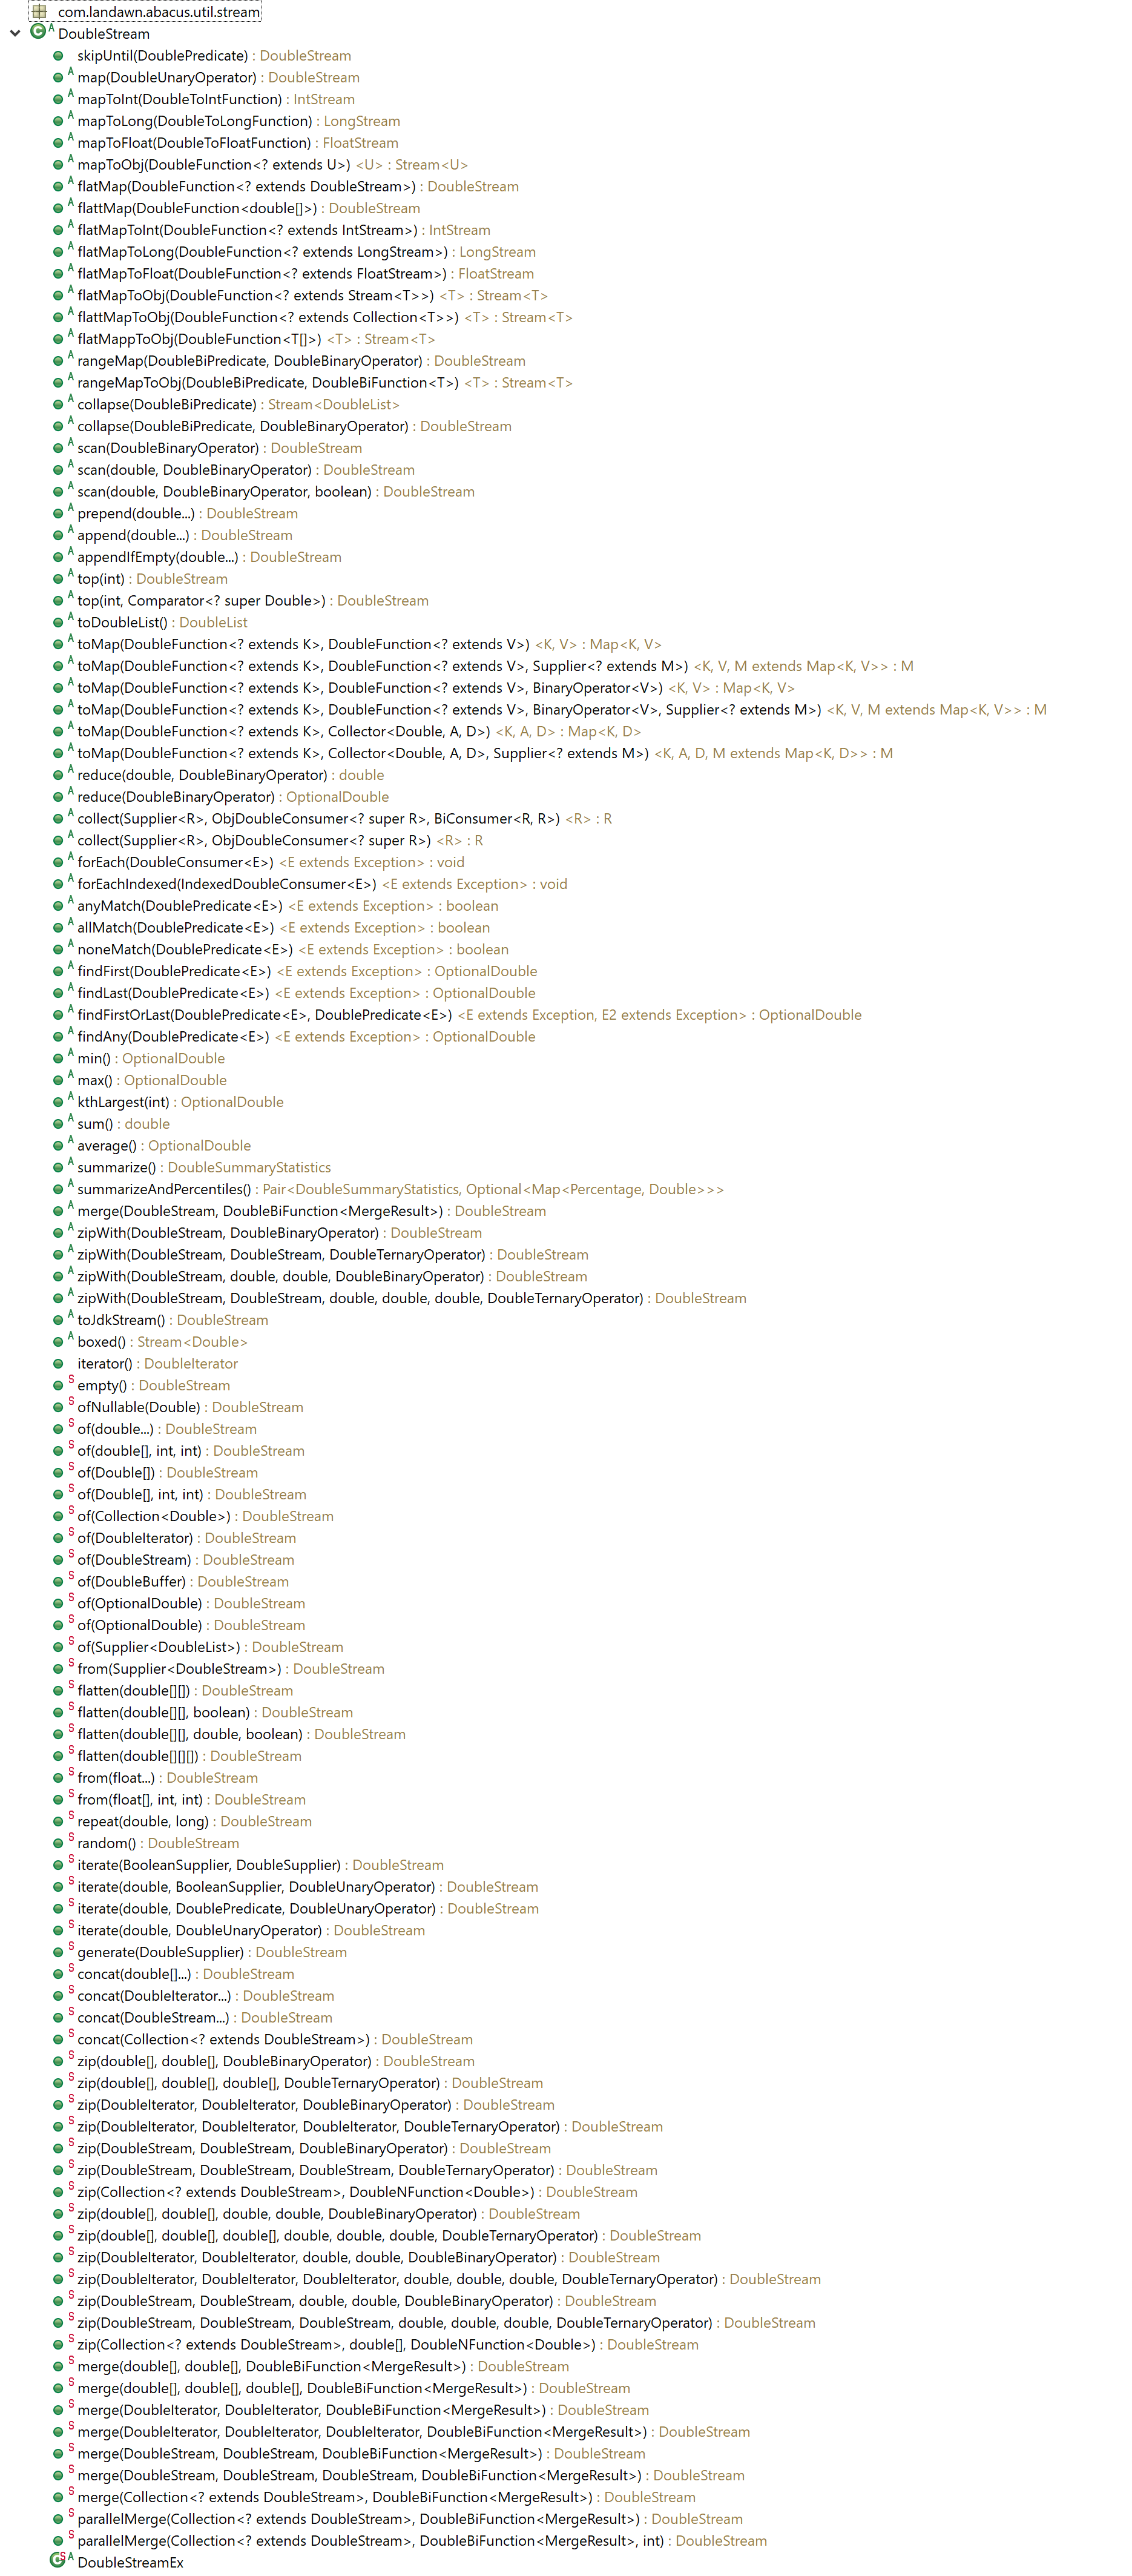 com.landawn.abacus.util.stream
DoubleStream
skipUntil(DoublePredicate) : DoubleStream
map(DoubleUnaryOperator) : DoubleStream
mapToInt(DoubleToIntFunction) : IntStream
mapToLong(DoubleToLongFunction) : LongStream
mapToFloat(DoubleToFloatFunction) : FloatStream
mapToObj(DoubleFunction<? extends U>) <U> : Stream<U>
flatMap(DoubleFunction<? extends DoubleStream>) : DoubleStream
flattMap(DoubleFunction<double[]>) : DoubleStream
flatMapToInt(DoubleFunction<? extends IntStream>) : IntStream
flatMapToLong(DoubleFunction<? extends LongStream>) : LongStream
flatMapToFloat(DoubleFunction<? extends FloatStream>) : FloatStream
flatMapToObj(DoubleFunction<? extends Stream<T>>) <T> : Stream<T>
flattMapToObj(DoubleFunction<? extends Collection<T>>) <T> : Stream<T>
flatMappToObj(DoubleFunction<T[]>) <T> : Stream<T>
rangeMap(DoubleBiPredicate, DoubleBinaryOperator) : DoubleStream
rangeMapToObj(DoubleBiPredicate, DoubleBiFunction<T>) <T> : Stream<T>
collapse(DoubleBiPredicate) : Stream<DoubleList>
collapse(DoubleBiPredicate, DoubleBinaryOperator) : DoubleStream
scan(DoubleBinaryOperator) : DoubleStream
scan(double, DoubleBinaryOperator) : DoubleStream
scan(double, DoubleBinaryOperator, boolean) : DoubleStream
prepend(double...) : DoubleStream
append(double...) : DoubleStream
appendIfEmpty(double...) : DoubleStream
top(int) : DoubleStream
top(int, Comparator<? super Double>) : DoubleStream
toDoubleList() : DoubleList
toMap(DoubleFunction<? extends K>, DoubleFunction<? extends V>) <K, V> : Map<K, V>
toMap(DoubleFunction<? extends K>, DoubleFunction<? extends V>, Supplier<? extends M>) <K, V, M extends Map<K, V>> : M
toMap(DoubleFunction<? extends K>, DoubleFunction<? extends V>, BinaryOperator<V>) <K, V> : Map<K, V>
toMap(DoubleFunction<? extends K>, DoubleFunction<? extends V>, BinaryOperator<V>, Supplier<? extends M>) <K, V, M extends Map<K, V>> : M
toMap(DoubleFunction<? extends K>, Collector<Double, A, D>) <K, A, D> : Map<K, D>
toMap(DoubleFunction<? extends K>, Collector<Double, A, D>, Supplier<? extends M>) <K, A, D, M extends Map<K, D>> : M
reduce(double, DoubleBinaryOperator) : double
reduce(DoubleBinaryOperator) : OptionalDouble
collect(Supplier<R>, ObjDoubleConsumer<? super R>, BiConsumer<R, R>) <R> : R
collect(Supplier<R>, ObjDoubleConsumer<? super R>) <R> : R
forEach(DoubleConsumer<E>) <E extends Exception> : void
forEachIndexed(IndexedDoubleConsumer<E>) <E extends Exception> : void
anyMatch(DoublePredicate<E>) <E extends Exception> : boolean
allMatch(DoublePredicate<E>) <E extends Exception> : boolean
noneMatch(DoublePredicate<E>) <E extends Exception> : boolean
findFirst(DoublePredicate<E>) <E extends Exception> : OptionalDouble
findLast(DoublePredicate<E>) <E extends Exception> : OptionalDouble
findFirstOrLast(DoublePredicate<E>, DoublePredicate<E>) <E extends Exception, E2 extends Exception> : OptionalDouble
findAny(DoublePredicate<E>) <E extends Exception> : OptionalDouble
min() : OptionalDouble
max() : OptionalDouble
kthLargest(int) : OptionalDouble
sum() : double
average() : OptionalDouble
summarize() : DoubleSummaryStatistics
summarizeAndPercentiles() : Pair<DoubleSummaryStatistics, Optional<Map<Percentage, Double>>>
merge(DoubleStream, DoubleBiFunction<MergeResult>) : DoubleStream
zipWith(DoubleStream, DoubleBinaryOperator) : DoubleStream
zipWith(DoubleStream, DoubleStream, DoubleTernaryOperator) : DoubleStream
zipWith(DoubleStream, double, double, DoubleBinaryOperator) : DoubleStream
zipWith(DoubleStream, DoubleStream, double, double, double, DoubleTernaryOperator) : DoubleStream
toJdkStream() : DoubleStream
boxed() : Stream<Double>
iterator() : DoubleIterator
empty() : DoubleStream
ofNullable(Double) : DoubleStream
of(double...) : DoubleStream
of(double[], int, int) : DoubleStream
of(Double[]) : DoubleStream
of(Double[], int, int) : DoubleStream
of(Collection<Double>) : DoubleStream
of(DoubleIterator) : DoubleStream
of(DoubleStream) : DoubleStream
of(DoubleBuffer) : DoubleStream
of(OptionalDouble) : DoubleStream
of(OptionalDouble) : DoubleStream
of(Supplier<DoubleList>) : DoubleStream
from(Supplier<DoubleStream>) : DoubleStream
flatten(double[][]) : DoubleStream
flatten(double[][], boolean) : DoubleStream
flatten(double[][], double, boolean) : DoubleStream
flatten(double[][][]) : DoubleStream
from(float...) : DoubleStream
from(float[], int, int) : DoubleStream
repeat(double, long) : DoubleStream
random() : DoubleStream
iterate(BooleanSupplier, DoubleSupplier) : DoubleStream
iterate(double, BooleanSupplier, DoubleUnaryOperator) : DoubleStream
iterate(double, DoublePredicate, DoubleUnaryOperator) : DoubleStream
iterate(double, DoubleUnaryOperator) : DoubleStream
generate(DoubleSupplier) : DoubleStream
concat(double[]...) : DoubleStream
concat(DoubleIterator...) : DoubleStream
concat(DoubleStream...) : DoubleStream
concat(Collection<? extends DoubleStream>) : DoubleStream
zip(double[], double[], DoubleBinaryOperator) : DoubleStream
zip(double[], double[], double[], DoubleTernaryOperator) : DoubleStream
zip(DoubleIterator, DoubleIterator, DoubleBinaryOperator) : DoubleStream
zip(DoubleIterator, DoubleIterator, DoubleIterator, DoubleTernaryOperator) : DoubleStream
zip(DoubleStream, DoubleStream, DoubleBinaryOperator) : DoubleStream
zip(DoubleStream, DoubleStream, DoubleStream, DoubleTernaryOperator) : DoubleStream
zip(Collection<? extends DoubleStream>, DoubleNFunction<Double>) : DoubleStream
zip(double[], double[], double, double, DoubleBinaryOperator) : DoubleStream
zip(double[], double[], double[], double, double, double, DoubleTernaryOperator) : DoubleStream
zip(DoubleIterator, DoubleIterator, double, double, DoubleBinaryOperator) : DoubleStream
zip(DoubleIterator, DoubleIterator, DoubleIterator, double, double, double, DoubleTernaryOperator) : DoubleStream
zip(DoubleStream, DoubleStream, double, double, DoubleBinaryOperator) : DoubleStream
zip(DoubleStream, DoubleStream, DoubleStream, double, double, double, DoubleTernaryOperator) : DoubleStream
zip(Collection<? extends DoubleStream>, double[], DoubleNFunction<Double>) : DoubleStream
merge(double[], double[], DoubleBiFunction<MergeResult>) : DoubleStream
merge(double[], double[], double[], DoubleBiFunction<MergeResult>) : DoubleStream
merge(DoubleIterator, DoubleIterator, DoubleBiFunction<MergeResult>) : DoubleStream
merge(DoubleIterator, DoubleIterator, DoubleIterator, DoubleBiFunction<MergeResult>) : DoubleStream
merge(DoubleStream, DoubleStream, DoubleBiFunction<MergeResult>) : DoubleStream
merge(DoubleStream, DoubleStream, DoubleStream, DoubleBiFunction<MergeResult>) : DoubleStream
merge(Collection<? extends DoubleStream>, DoubleBiFunction<MergeResult>) : DoubleStream
parallelMerge(Collection<? extends DoubleStream>, DoubleBiFunction<MergeResult>) : DoubleStream
parallelMerge(Collection<? extends DoubleStream>, DoubleBiFunction<MergeResult>, int) : DoubleStream
DoubleStreamEx